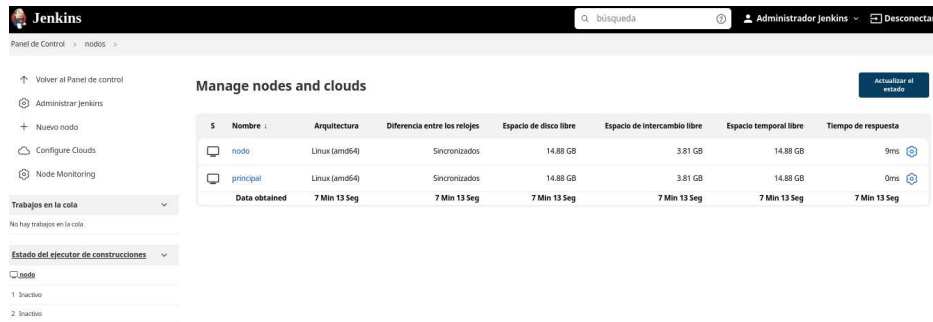 Jenkins
búsqueda
Administrador Jenkins
Desconecta
Panel de Control > nodos >
Volver al Panel de control
Administrar Jenkins
Nuevo nodo
Configure Clouds
Node Monitoring
Trabajos en la cola
No hay trabajos en la cola
Estado del ejecutor de construcciones
nodo
1 Inactivo
2 Inactivo
Manage nodes and clouds
Actualizar el
estado
S Nombre ↓ Arquitectura Diferencia entre los relojes Espacio de disco libre Espacio de intercambio libre Espacio temporal libre Tiempo de respuesta
nodo Linux (amd64) Sincronizados 14.88 GB 3.81 GB 14.88 GB 9ms
principal Linux (amd64) Sincronizados 14.88 GB 3.81 GB 14.88 GB 0ms
Data obtained 7 Min 13 Seg 7 Min 13 Seg 7 Min 13 Seg 7 Min 13 Seg 7 Min 13 Seg 7 Min 13 Seg